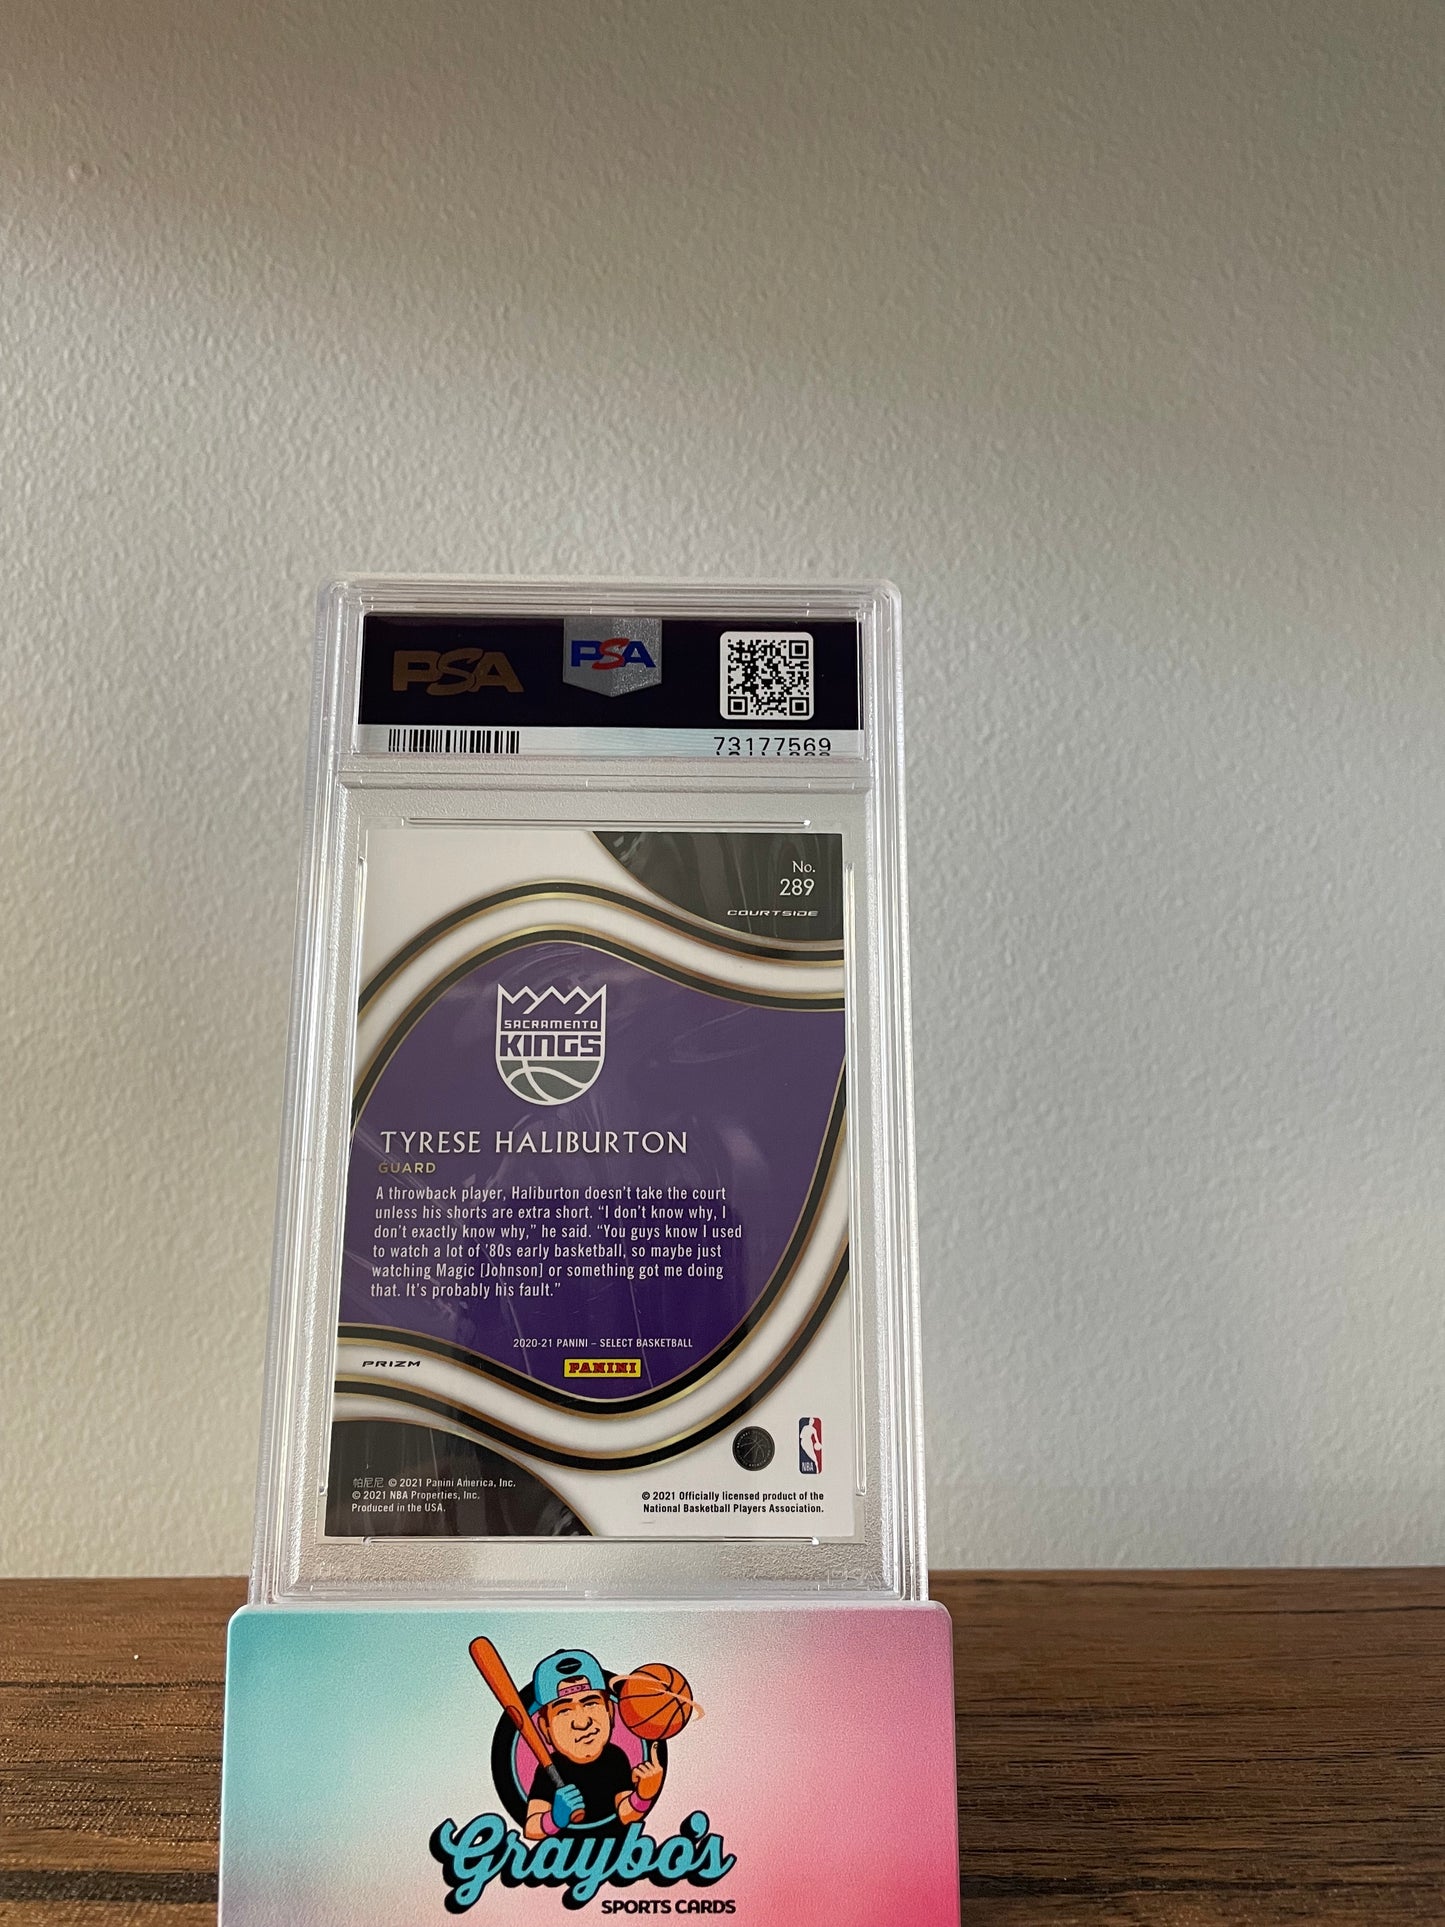 PSA
PSA
73177569
No.
289
COURTSIDE
SACRAMENTO
KINGS
TYRESE HALIBURTON
GUARD
A throwback player, Haliburton doesn't take the court
unless his shorts are extra short. "I don't know why, I
don't exactly know why," he said. "You guys know I used
to watch a lot of '80s early basketball, so maybe just
watching Magic [Johnson] or something got me doing
that. It's probably his fault."
2020-21 PANINI – SELECT BASKETBALL
PRIZM
PANINI
NBA
帕尼尼 © 2021 Panini America, Inc.
© 2021 NBA Properties, Inc.
Produced in the USA.
© 2021 Officially licensed product of the
National Basketball Players Association.
PSA
Graybo's
SPORTS CARDS